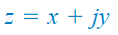 z = x + jy